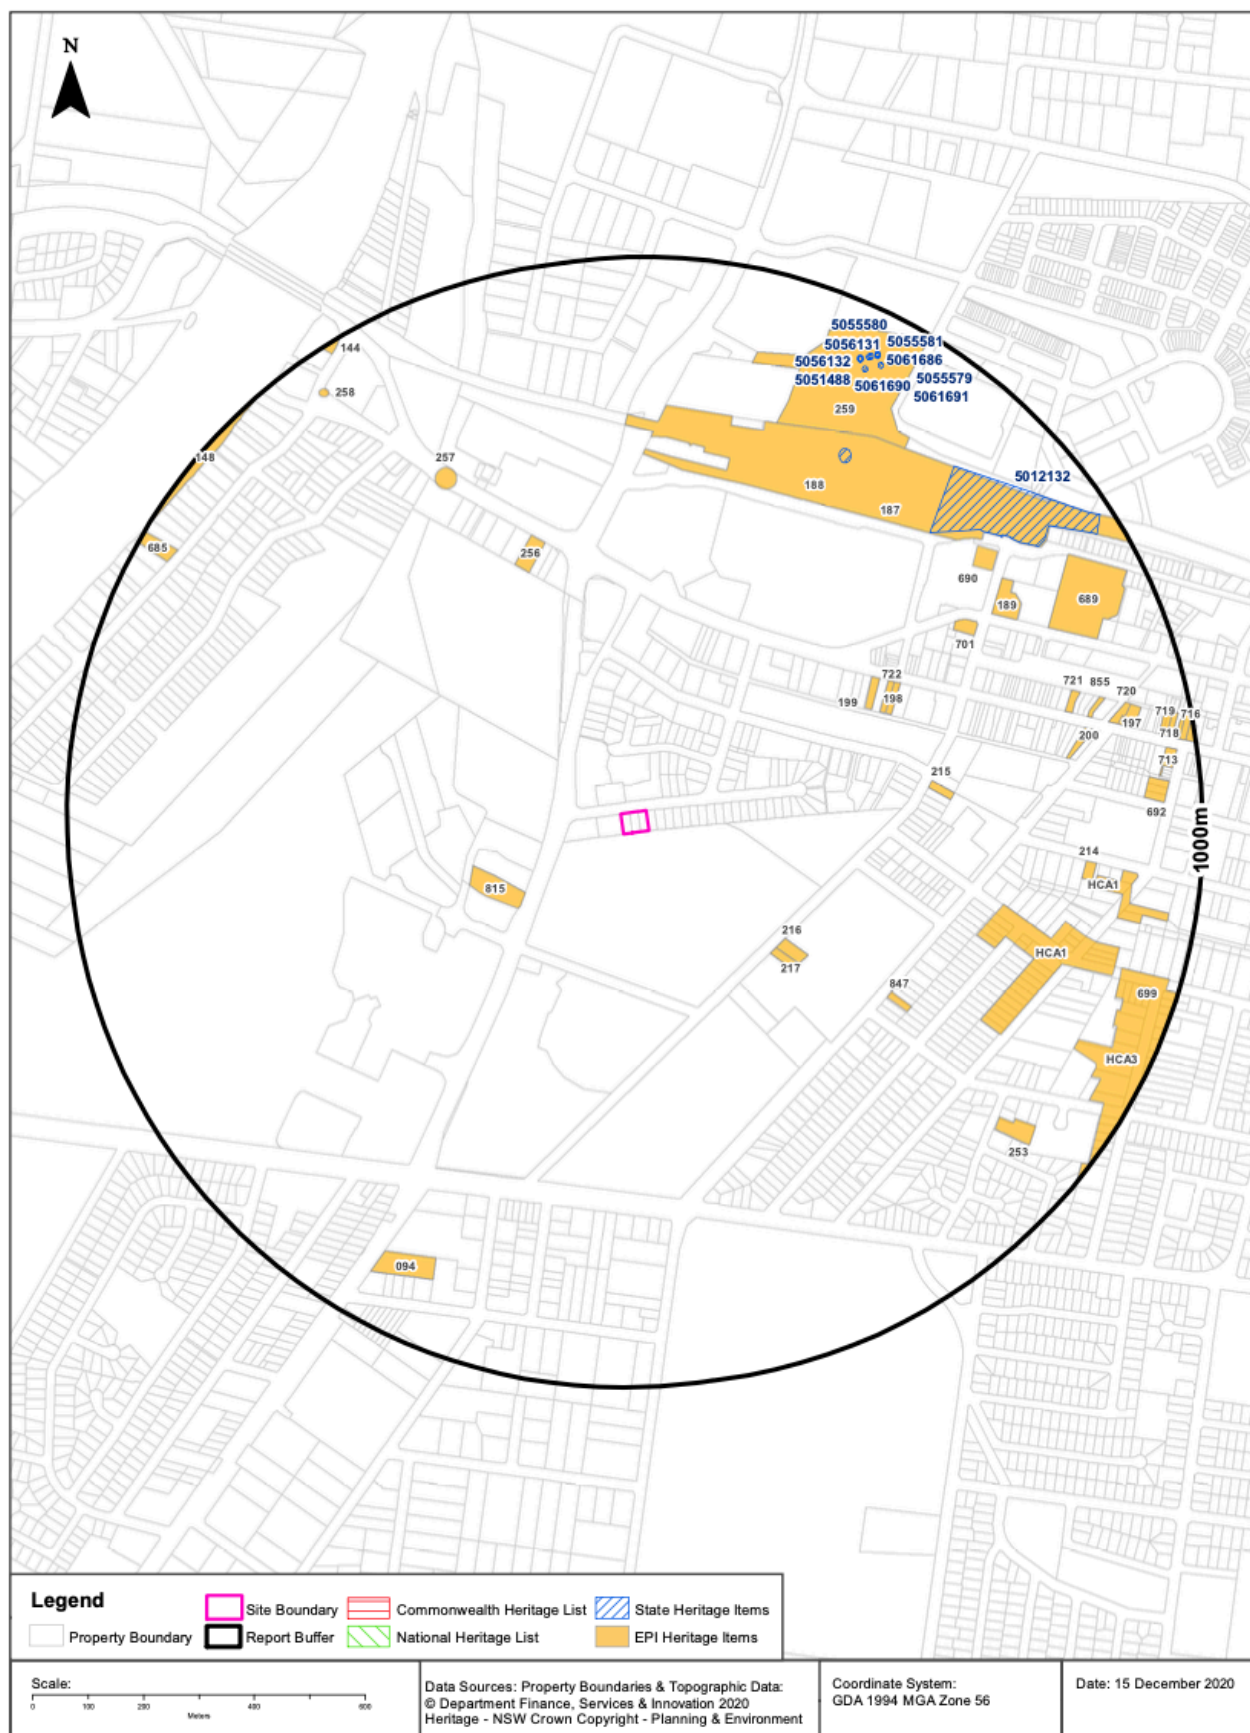 N
5055580
5056131
5055581
5056132
5061686
5051488
5061690
5055579
5061691
259
144
258
148
257
685
256
188
187
5012132
690
189
689
701
722
199
198
721
855
720
197
719
716
718
200
713
692
215
214
HCA1
1000m
815
216
217
HCA1
847
699
HCA3
253
094
Legend
Site Boundary
Commonwealth Heritage List
State Heritage Items
Property Boundary
Report Buffer
National Heritage List
EPI Heritage Items
Scale:
0 100 200 400 600
Meters
Data Sources: Property Boundaries & Topographic Data:
© Department Finance, Services & Innovation 2020
Heritage - NSW Crown Copyright - Planning & Environment
Coordinate System:
GDA 1994 MGA Zone 56
Date: 15 December 2020